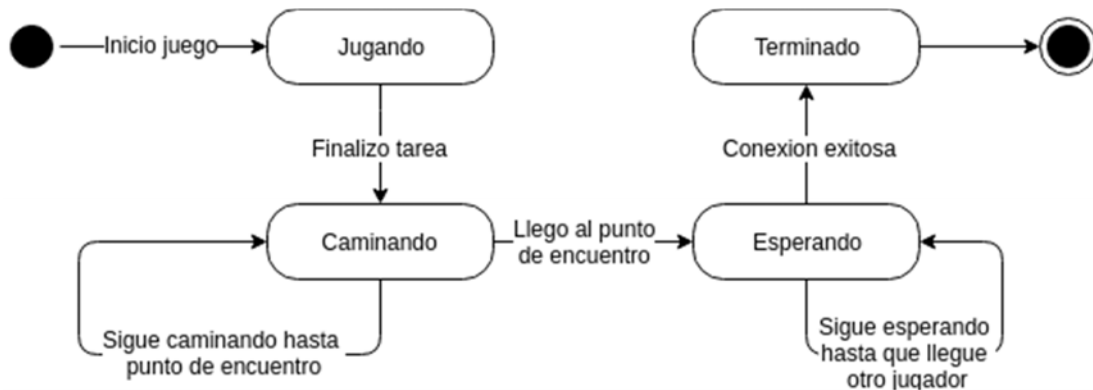 Inicio juego
Jugando
Terminado
Finalizo tarea
Conexion exitosa
Caminando
Llego al punto
de encuentro
Esperando
Sigue caminando hasta
punto de encuentro
Sigue esperando
hasta que llegue
otro jugador